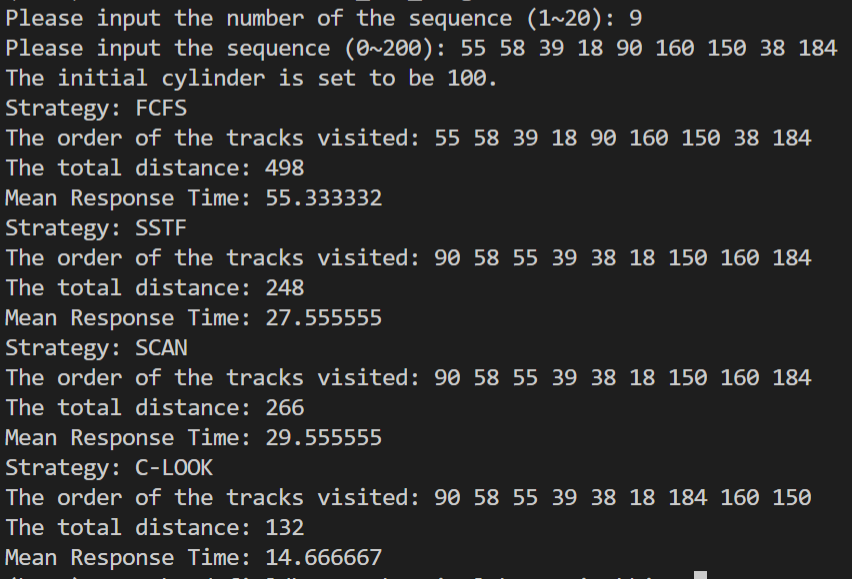 Please input the number of the sequence (1~20): 9
Please input the sequence (0~200): 55 58 39 18 90 160 150 38 184
The initial cylinder is set to be 100.
Strategy: FCFS
The order of the tracks visited: 55 58 39 18 90 160 150 38 184
The total distance: 498
Mean Response Time: 55.333332
Strategy: SSTF
The order of the tracks visited: 90 58 55 39 38 18 150 160 184
The total distance: 248
Mean Response Time: 27.555555
Strategy: SCAN
The order of the tracks visited: 90 58 55 39 38 18 150 160 184
The total distance: 266
Mean Response Time: 29.555555
Strategy: C-LOOK
The order of the tracks visited: 90 58 55 39 38 18 184 160 150
The total distance: 132
Mean Response Time: 14.666667